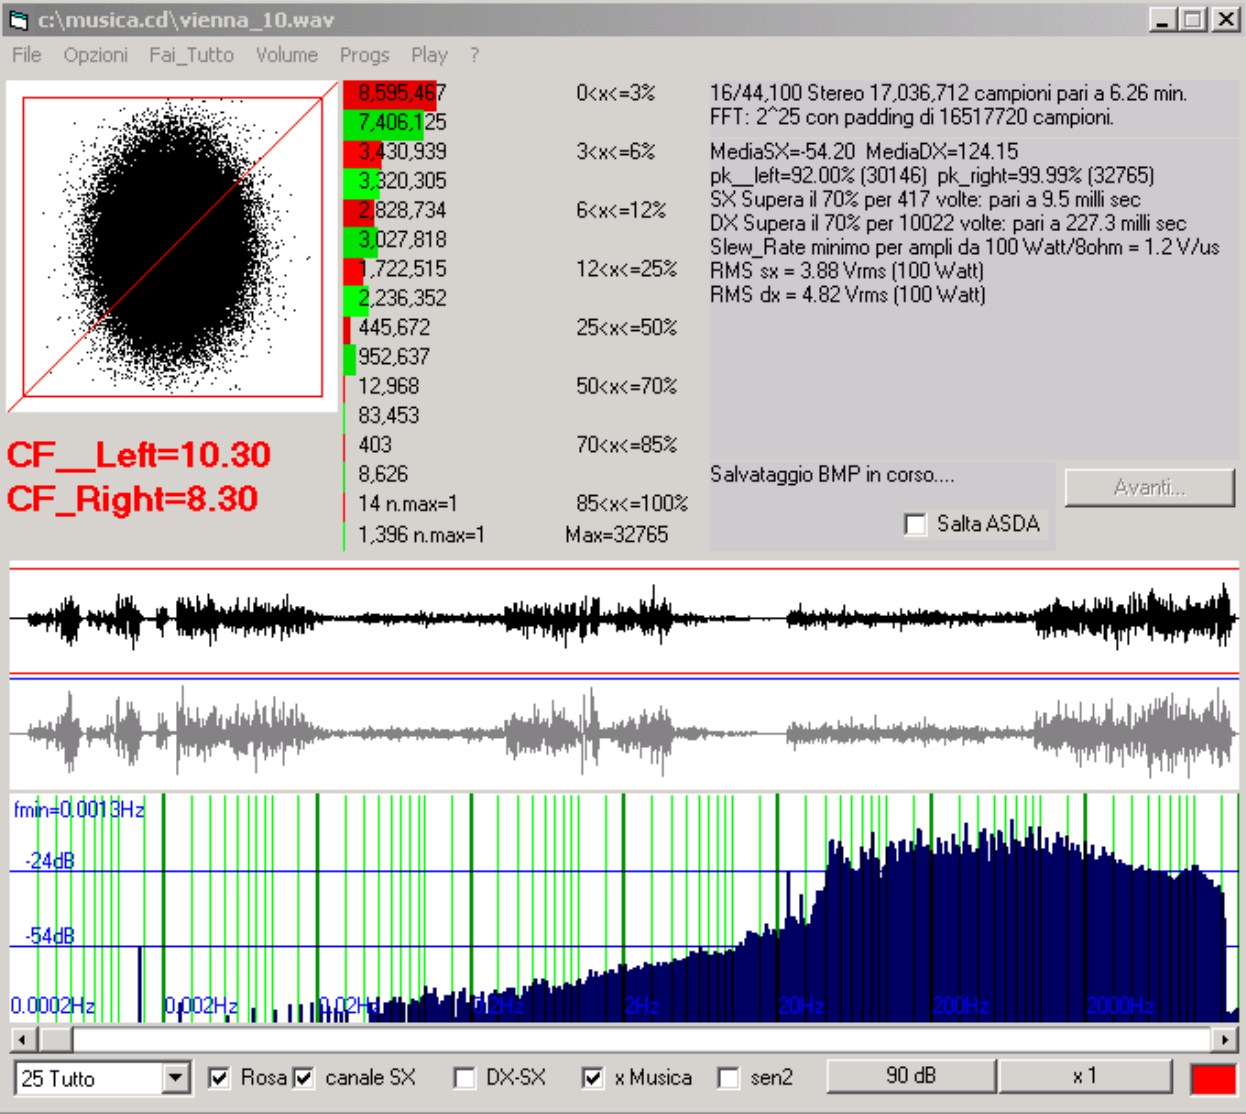 c:\musica.cd\vienna_10.wav
File Opzioni Fai_Tutto Volume Progs Play ?
8,595,467 0<x<=3%
7,406,125
3,430,939 3<x<=6%
3,320,305
2,828,734 6<x<=12%
3,027,818
1,722,515 12<x<=25%
2,236,352
445,672 25<x<=50%
952,637
12,968 50<x<=70%
83,453
403 70<x<=85%
8,626
14 n.max=1 85<x<=100%
1,396 n.max=1 Max=32765
16/44,100 Stereo 17,036,712 campioni pari a 6.26 min.
FFT: 2^25 con padding di 16517720 campioni.
MediaSX=-54.20 MediaDX=124.15
pk__left=92.00% (30146) pk_right=99.99% (32765)
SX Supera il 70% per 417 volte: pari a 9.5 milli sec
DX Supera il 70% per 10022 volte: pari a 227.3 milli sec
Slew_Rate minimo per ampli da 100 Watt/8ohm = 1.2 V/us
RMS sx = 3.88 Vrms (100 Watt)
RMS dx = 4.82 Vrms (100 Watt)
CF__Left=10.30
CF_Right=8.30
Salvataggio BMP in corso....
Avanti...
Salta ASDA
fmin=0.0013Hz
-24dB
-54dB
0.0002Hz 0,002Hz 0,02Hz 0,2Hz 2Hz 20Hz 200Hz 2000Hz
25 Tutto Rosa canale SX DX-SX x Musica sen2 90 dB x 1